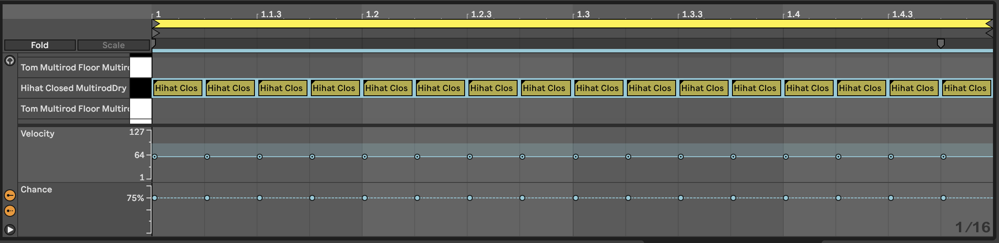 1 1.1.3 1.2 1.2.3 1.3 1.3.3 1.4 1.4.3
Fold Scale
Tom Multirod Floor Multiro
Hihat Closed MultirodDry Hihat Clos Hihat Clos Hihat Clos Hihat Clos Hihat Clos Hihat Clos Hihat Clos Hihat Clos Hihat Clos Hihat Clos Hihat Clos Hihat Clos Hihat Clos Hihat Clos Hihat Clos Hihat Clos
Tom Multirod Floor Multiro
Velocity 127
64
1
Chance
75%
1/16